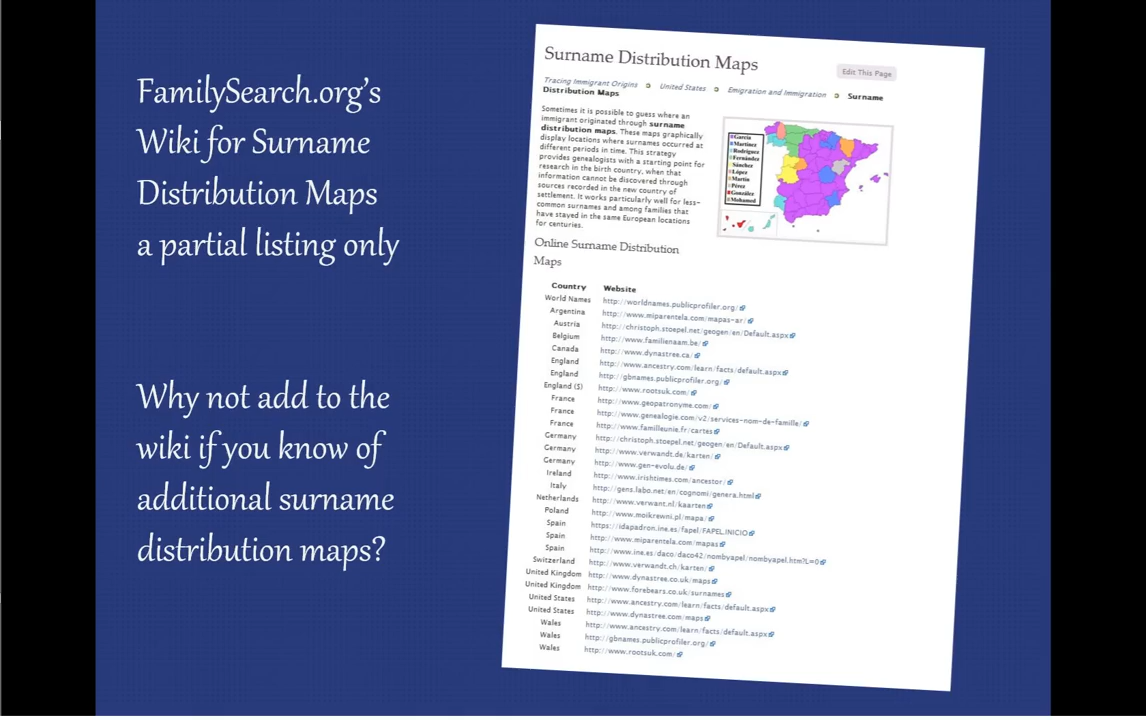 FamilySearch.org's
Wiki for Surname
Distribution Maps
a partial listing only
Why not add to the
wiki if you know of
additional surname
distribution maps?
Surname Distribution Maps
Edit This Page
Tracing Immigrant Origins United States Emigration and Immigration Surname
Distribution Maps
Sometimes it is possible to guess where an
immigrant originated through surname
distribution maps. These maps graphically
display locations where surnames occurred at
different periods in time. This strategy
provides genealogists with a starting point for
research in the birth country, when that
information cannot be discovered through
sources recorded in the new country of
settlement. It works particularly well for less-
common surnames and among families that
have stayed in the same European locations
for centuries.
García
Martínez
Rodríguez
Fernández
Sánchez
López
Martín
Pérez
González
Mohamed
Online Surname Distribution
Maps
Country Website
World Names http://worldnames.publicprofiler.org/
Argentina http://www.miparentela.com/mapas-ar/
Austria http://christoph.stoepel.net/geogen/en/Default.aspx
Belgium http://www.familienaam.be/
Canada http://www.dynastree.ca/
England http://www.ancestry.com/learn/facts/default.aspx
England http://gbnames.publicprofiler.org/
England ($) http://www.rootsuk.com/
France http://www.geopatronyme.com/
France http://www.genealogie.com/v2/services-nom-de-famille/
France http://www.familleunie.fr/cartes
Germany http://christoph.stoepel.net/geogen/en/Default.aspx
Germany http://www.verwandt.de/karten/
Germany http://www.gen-evolu.de/
Ireland http://www.irishtimes.com/ancestor/
Italy http://gens.labo.net/en/cognomi/genera.html
Netherlands http://www.verwant.nl/kaarten
Poland http://www.moikrewni.pl/mapa/
Spain https://idapadron.ine.es/fapel/FAPEL.INICIO
Spain http://www.miparentela.com/mapas
Spain http://www.ine.es/daco/daco42/nombyapel/nombyapel.htm?L=0
Switzerland http://www.verwandt.ch/karten/
United Kingdom http://www.dynastree.co.uk/maps
United Kingdom http://www.forebears.co.uk/surnames
United States http://www.ancestry.com/learn/facts/default.aspx
United States http://www.dynastree.com/maps
Wales http://www.ancestry.com/learn/facts/default.aspx
Wales http://gbnames.publicprofiler.org/
Wales http://www.rootsuk.com/